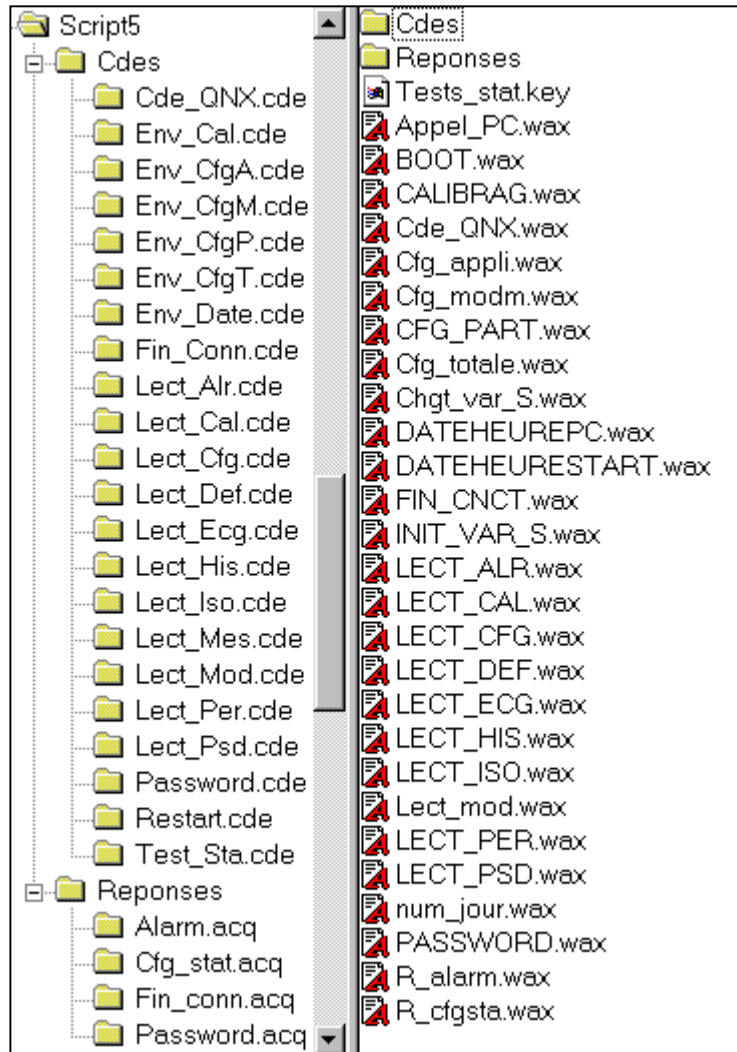 Script5
Cdes
Cde_QNX.cde
Env_Cal.cde
Env_CfgA.cde
Env_CfgM.cde
Env_CfgP.cde
Env_CfgT.cde
Env_Date.cde
Fin_Conn.cde
Lect_Alr.cde
Lect_Cal.cde
Lect_Cfg.cde
Lect_Def.cde
Lect_Ecg.cde
Lect_His.cde
Lect_Iso.cde
Lect_Mes.cde
Lect_Mod.cde
Lect_Per.cde
Lect_Psd.cde
Password.cde
Restart.cde
Test_Sta.cde
Reponses
Alarm.acq
Cfg_stat.acq
Fin_conn.acq
Password.acq
Cdes
Reponses
Tests_stat.key
Appel_PC.wax
BOOT.wax
CALIBRAG.wax
Cde_QNX.wax
Cfg_appli.wax
Cfg_modm.wax
CFG_PART.wax
Cfg_totale.wax
Chgt_var_S.wax
DATEHEUREPC.wax
DATEHEURESTART.wax
FIN_CNCT.wax
INIT_VAR_S.wax
LECT_ALR.wax
LECT_CAL.wax
LECT_CFG.wax
LECT_DEF.wax
LECT_ECG.wax
LECT_HIS.wax
LECT_ISO.wax
Lect_mod.wax
LECT_PER.wax
LECT_PSD.wax
num_jour.wax
PASSWORD.wax
R_alarm.wax
R_cfgsta.wax